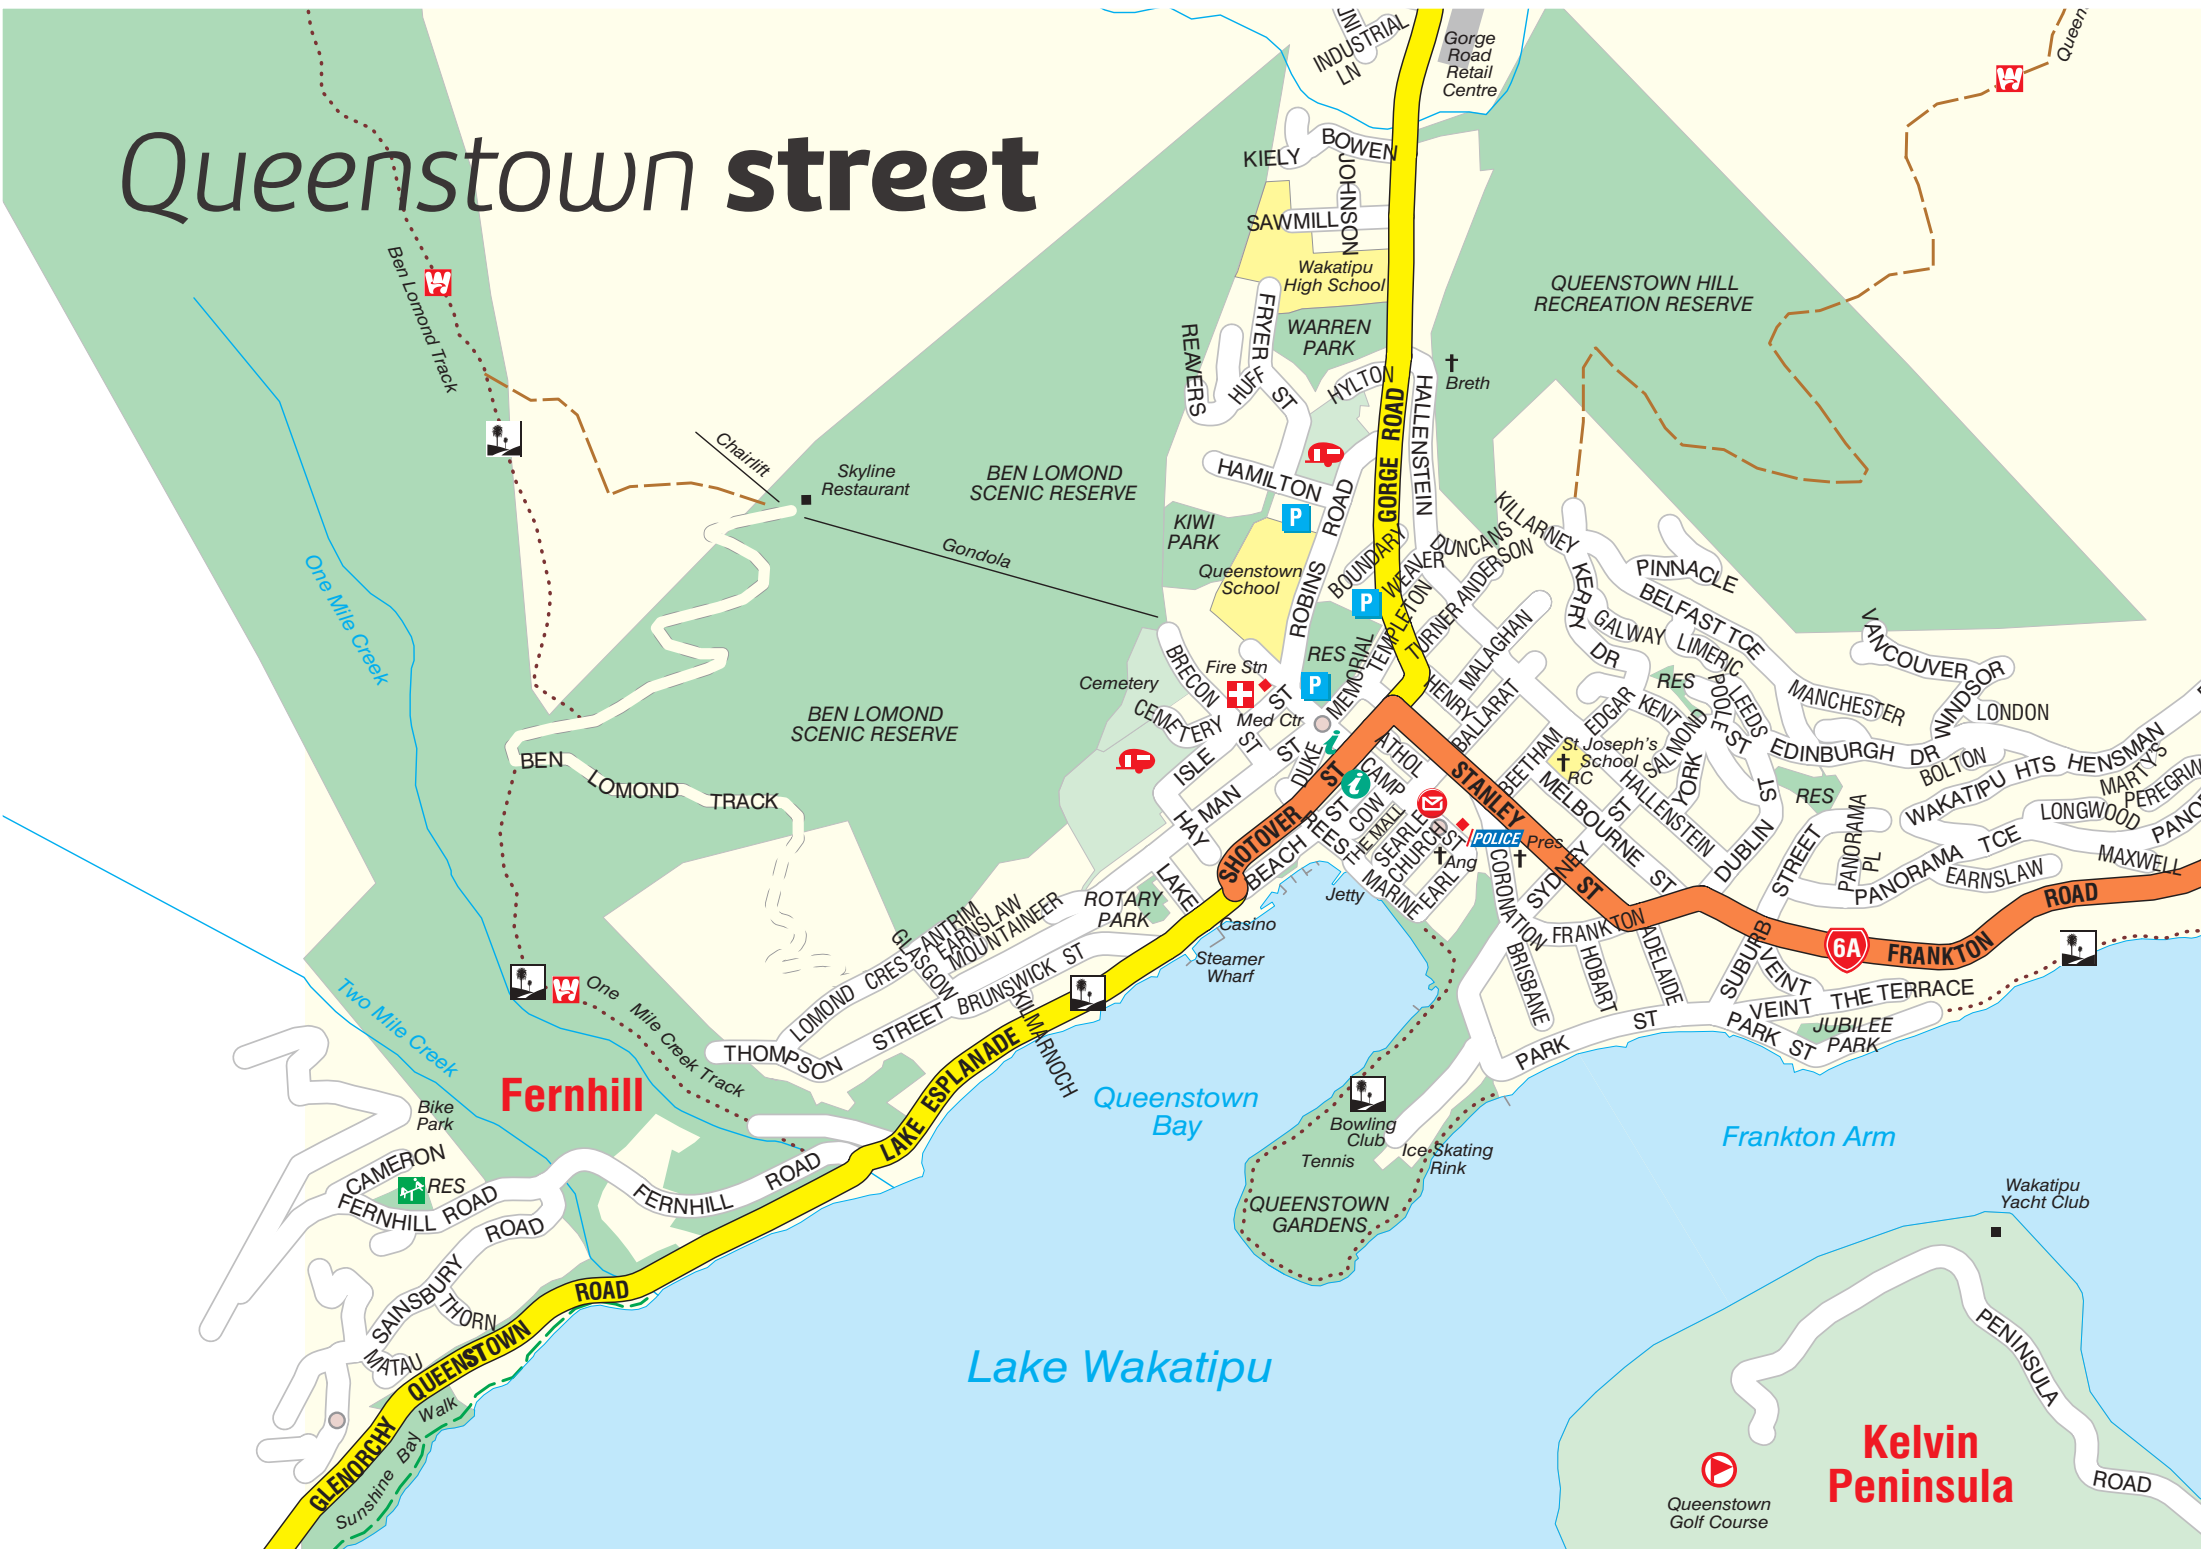 Queenstown street
INDUSTRIAL
LN
Gorge
Road
Retail
Centre
KIELY
BOWEN
JOHNSON
SAWMILL
Wakatipu
High School
WARREN
PARK
FRYER
ST
REAVERS
HUFF
HYLTON
GORGE ROAD
HALLENSTEIN
Breth
QUEENSTOWN HILL
RECREATION RESERVE
Queen
Ben Lomond Track
Chairlift
Skyline
Restaurant
BEN LOMOND
SCENIC RESERVE
Gondola
KIWI
PARK
HAMILTON
P
Queenstown
School
ROBINS ROAD
BOUNDARY
P
WEAVER
DUNCANS
ANDERSON
TURNER
TEMPLETON
MEMORIAL
RES
P
KILLARNEY
KERRY
DR
PINNACLE
BELFAST TCE
GALWAY
LIMERIC
RES
POOLE
ST
LEEDS
MANCHESTER
VANCOUVER
WINDSOR
LONDON
EDINBURGH DR
BOLTON
WAKATIPU HTS
HENSMAN
MARTY'S
LONGWOOD
PANORAMA TCE
MAXWELL
EARNSLAW
PANORAMA
PL
RES
One Mile Creek
Cemetery
BRECON
ST
CEMETERY
Fire Stn
Med Ctr
ISLE
ST
MAN
ST
HAY
LAKE
DUKE
MALAGHAN
HENRY
BALLARAT
EDGAR
KENT
SALMOND
YORK
BEETHAM
St Joseph's
School
RC
MELBOURNE ST
HALLENSTEIN
ST
DUBLIN
ST
SYDNEY
ST
BEN LOMOND
SCENIC RESERVE
BEN LOMOND TRACK
SHOTOVER ST
STANLEY ST
ATHOL
CAMP
ST
COW
REES
THE MALL
SEARLE
CHURCH
ST
EARL
MARINE
BEACH
POLICE
Pres
Ang
CORONATION
Jetty
Casino
Steamer
Wharf
ROTARY
PARK
ANTRIM
EARNSLAW
MOUNTAINEER
GLASGOW
LOMOND CRES
THOMPSON STREET
BRUNSWICK ST
KILMARNOCH
FRANKTON
BRISBANE
HOBART
ADELAIDE
SUBURB
STREET
VEINT
VEINT
THE TERRACE
6A
FRANKTON ROAD
PARK ST
PARK ST
JUBILEE
PARK
Two Mile Creek
One Mile Creek Track
Fernhill
Bike
Park
CAMERON
RES
FERNHILL ROAD
FERNHILL ROAD
SAINSBURY ROAD
THORN
MATAU
LAKE ESPLANADE
GLENORCHY QUEENSTOWN ROAD
Sunshine Bay Walk
Queenstown
Bay
Bowling
Club
Tennis
Ice Skating
Rink
QUEENSTOWN
GARDENS
Frankton Arm
Wakatipu
Yacht Club
Lake Wakatipu
PENINSULA ROAD
Kelvin
Peninsula
Queenstown
Golf Course